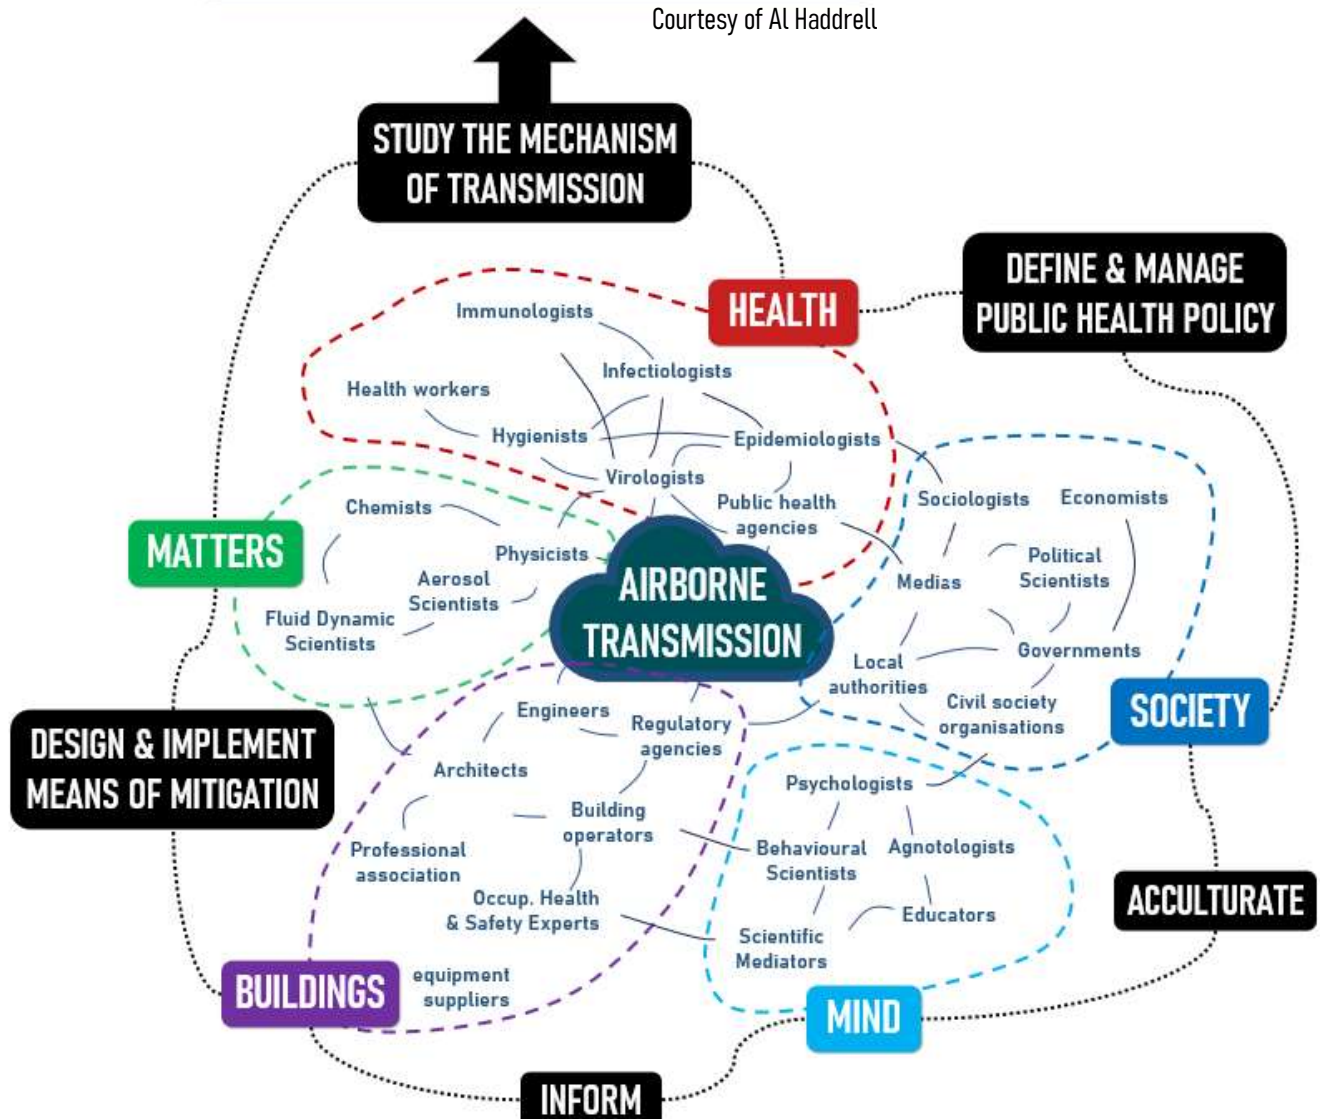 Courtesy of Al Haddrell
STUDY THE MECHANISM
OF TRANSMISSION
DEFINE & MANAGE
PUBLIC HEALTH POLICY
HEALTH
Immunologists
Infectiologists
Health workers
Hygienists
Epidemiologists
Virologists
Public health
agencies
Sociologists
Economists
Chemists
MATTERS
Physicists
Aerosol
Scientists
Fluid Dynamic
Scientists
AIRBORNE
TRANSMISSION
Medias
Political
Scientists
Governments
Local
authorities
Civil society
organisations
SOCIETY
DESIGN & IMPLEMENT
MEANS OF MITIGATION
Engineers
Regulatory
agencies
Architects
Building
operators
Professional
association
Occup. Health
& Safety Experts
BUILDINGS
equipment
suppliers
Psychologists
Behavioural
Scientists
Agnotologists
Educators
Scientific
Mediators
ACCULTURATE
MIND
INFORM